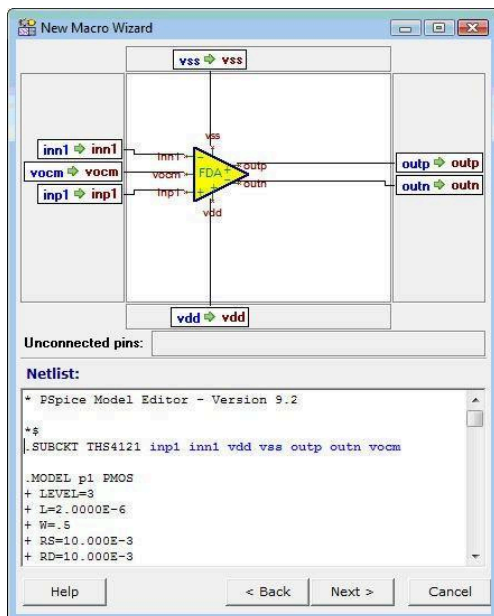 New Macro Wizard
vss vss
vss
inn1 inn1
inn1
outp
outp outp
vocm vocm
vocm
FDA
outn
outn outn
inp1 inp1
inp1
vdd
vdd vdd
Unconnected pins:
Netlist:
* PSpice Model Editor - Version 9.2
*$
.SUBCKT THS4121 inp1 inn1 vdd vss outp outn vocm
.MODEL p1 PMOS
+ LEVEL=3
+ L=2.0000E-6
+ W=.5
+ RS=10.000E-3
+ RD=10.000E-3
Help
< Back
Next >
Cancel